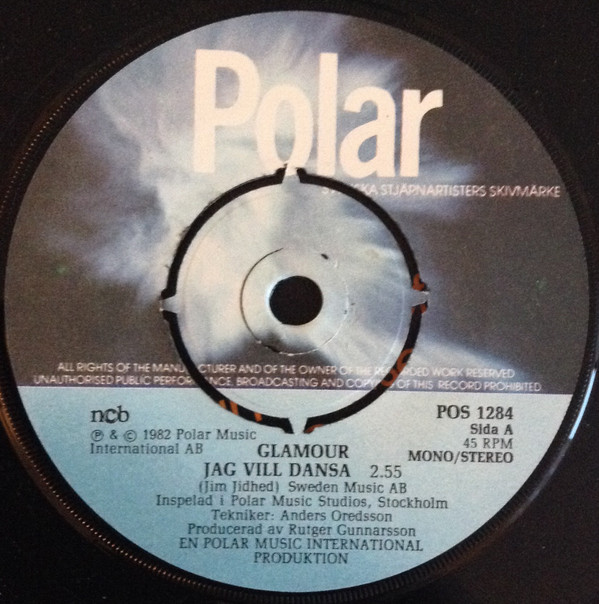 Polar
STJÄRNARTISTERS SKIVMÄRKE
ALL RIGHTS OF THE MANUFACTURER AND OF THE OWNER OF THE RECORDED WORK RESERVED
UNAUTHORISED PUBLIC PERFORMANCE, BROADCASTING AND COPYING OF THIS RECORD PROHIBITED
ncb
POS 1284
℗ & © 1982 Polar Music
Sida A
International AB
45 RPM
GLAMOUR
MONO/STEREO
JAG VILL DANSA 2.55
(Jim Jidhed) Sweden Music AB
Inspelad i Polar Music Studios, Stockholm
Tekniker: Anders Oredsson
Producerad av Rutger Gunnarsson
EN POLAR MUSIC INTERNATIONAL
PRODUKTION